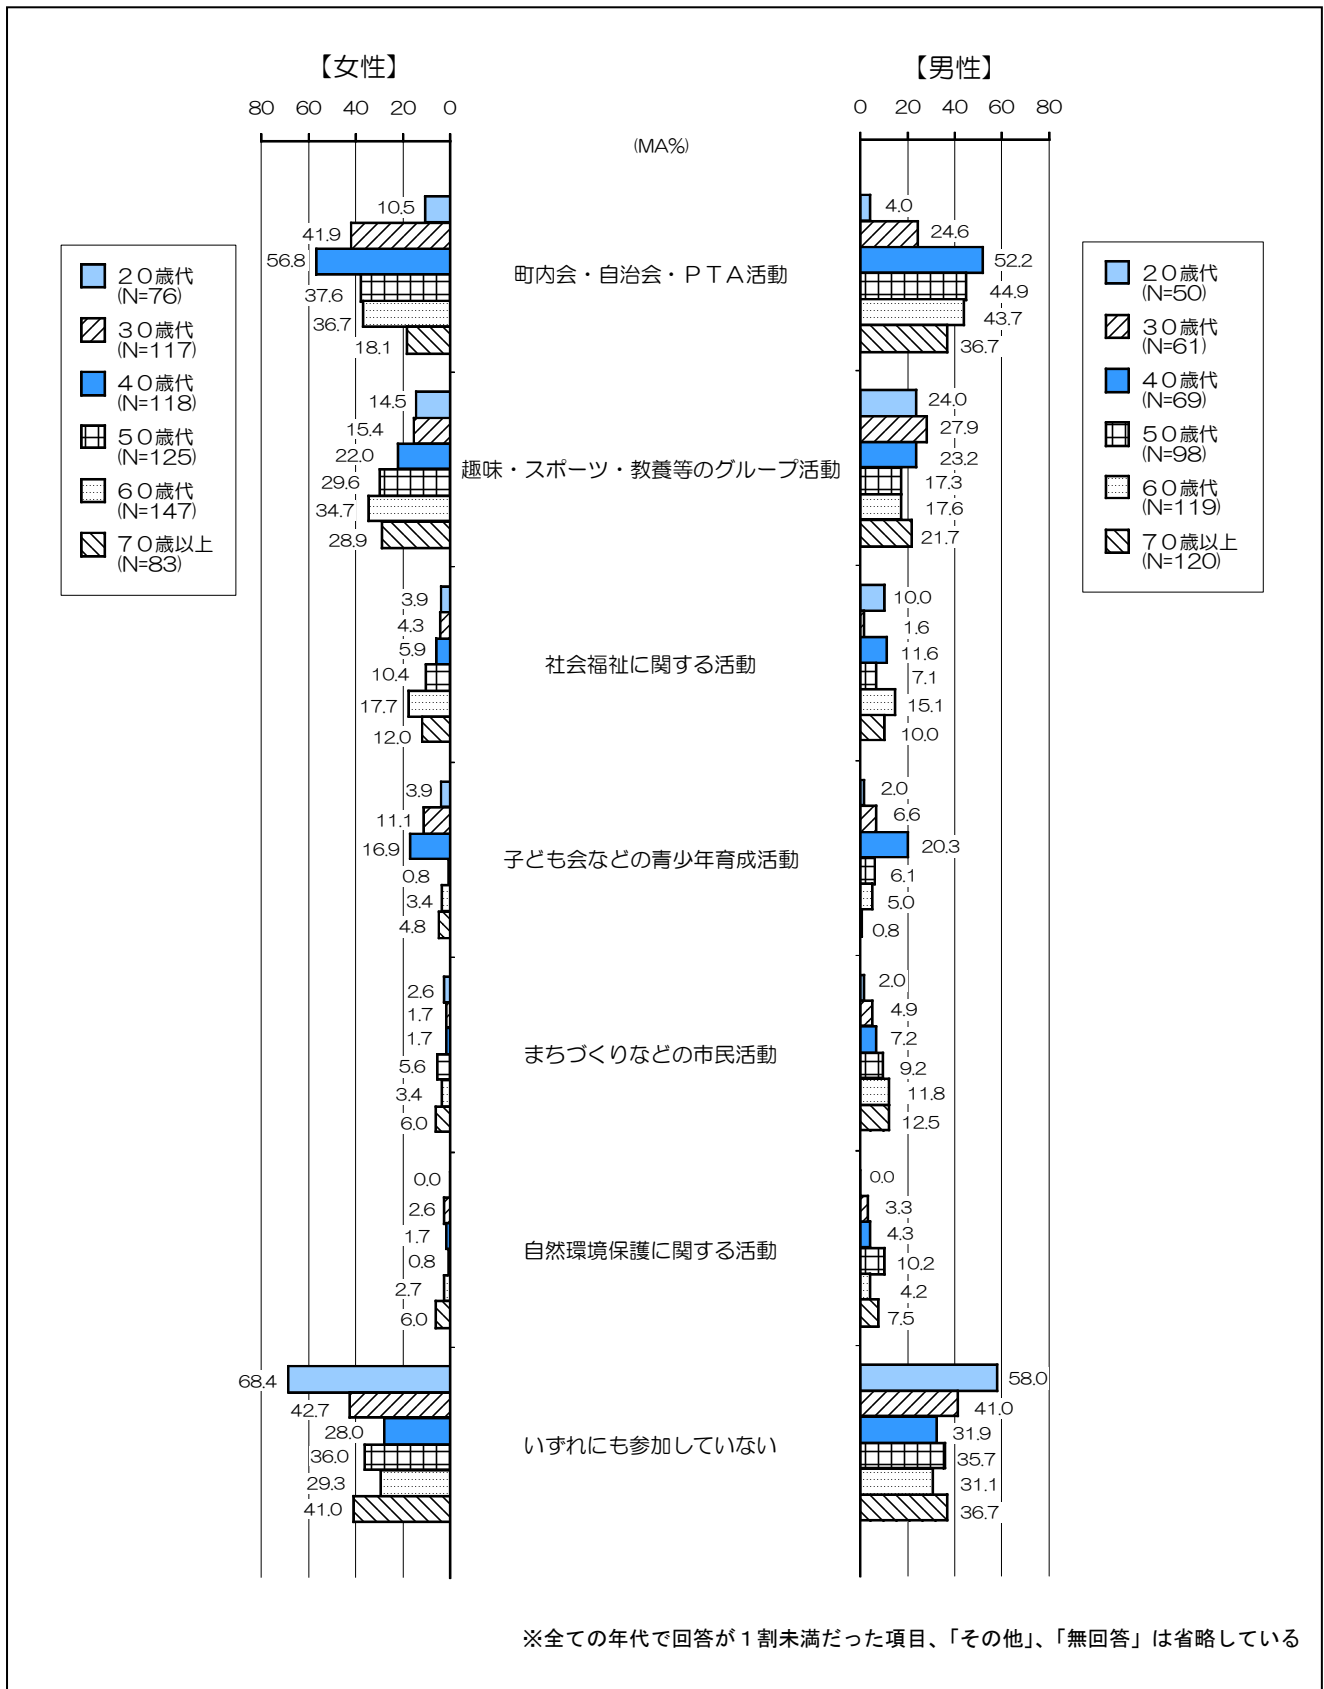 【女性】
【男性】
80 60 40 20 0
0 20 40 60 80
(MA%)
20歳代
(N=76)
30歳代
(N=117)
40歳代
(N=118)
50歳代
(N=125)
60歳代
(N=147)
70歳以上
(N=83)
20歳代
(N=50)
30歳代
(N=61)
40歳代
(N=69)
50歳代
(N=98)
60歳代
(N=119)
70歳以上
(N=120)
町内会・自治会・PTA活動
10.5
41.9
56.8
37.6
36.7
18.1
4.0
24.6
52.2
44.9
43.7
36.7
趣味・スポーツ・教養等のグループ活動
14.5
15.4
22.0
29.6
34.7
28.9
24.0
27.9
23.2
17.3
17.6
21.7
社会福祉に関する活動
3.9
4.3
5.9
10.4
17.7
12.0
10.0
1.6
11.6
7.1
15.1
10.0
子ども会などの青少年育成活動
3.9
11.1
16.9
0.8
3.4
4.8
2.0
6.6
20.3
6.1
5.0
0.8
まちづくりなどの市民活動
2.6
1.7
1.7
5.6
3.4
6.0
2.0
4.9
7.2
9.2
11.8
12.5
自然環境保護に関する活動
0.0
2.6
1.7
0.8
2.7
6.0
0.0
3.3
4.3
10.2
4.2
7.5
いずれにも参加していない
68.4
42.7
28.0
36.0
29.3
41.0
58.0
41.0
31.9
35.7
31.1
36.7
※全ての年代で回答が1割未満だった項目、「その他」、「無回答」は省略している